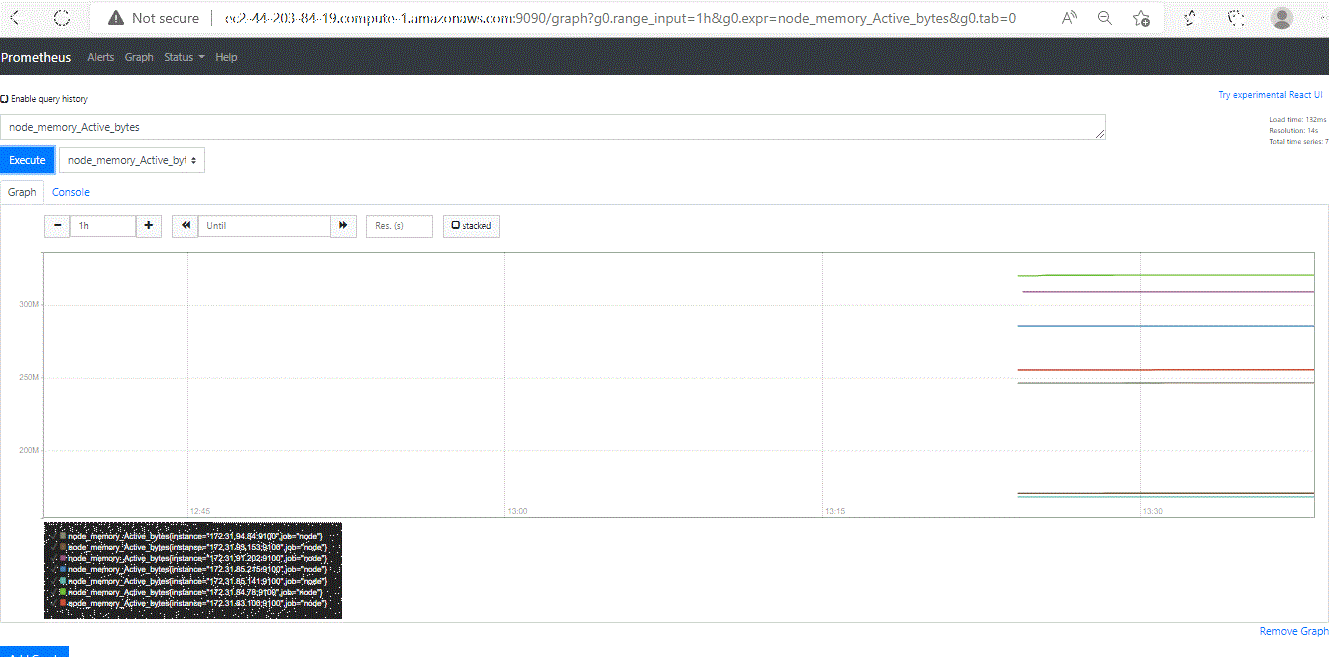 Not secure ec2-44-203-84-19.compute-1.amazonaws.com:9090/graph?g0.range_input=1h&g0.expr=node_memory_Active_bytes&g0.tab=0
Prometheus Alerts Graph Status Help
Enable query history
Try experimental React UI
node_memory_Active_bytes
Load time: 132ms
Resolution: 14s
Total time series: 7
Execute node_memory_Active_byt
Graph Console
1h Until Res. (s) stacked
300M
250M
200M
12:45 13:00 13:15 13:30
node_memory_Active_bytes{instance="172.31.94.84:9100",job="node"}
node_memory_Active_bytes{instance="172.31.93.153:9100",job="node"}
node_memory_Active_bytes{instance="172.31.91.202:9100",job="node"}
node_memory_Active_bytes{instance="172.31.85.215:9100",job="node"}
node_memory_Active_bytes{instance="172.31.85.141:9100",job="node"}
node_memory_Active_bytes{instance="172.31.84.78:9100",job="node"}
node_memory_Active_bytes{instance="172.31.83.106:9100",job="node"}
Remove Graph